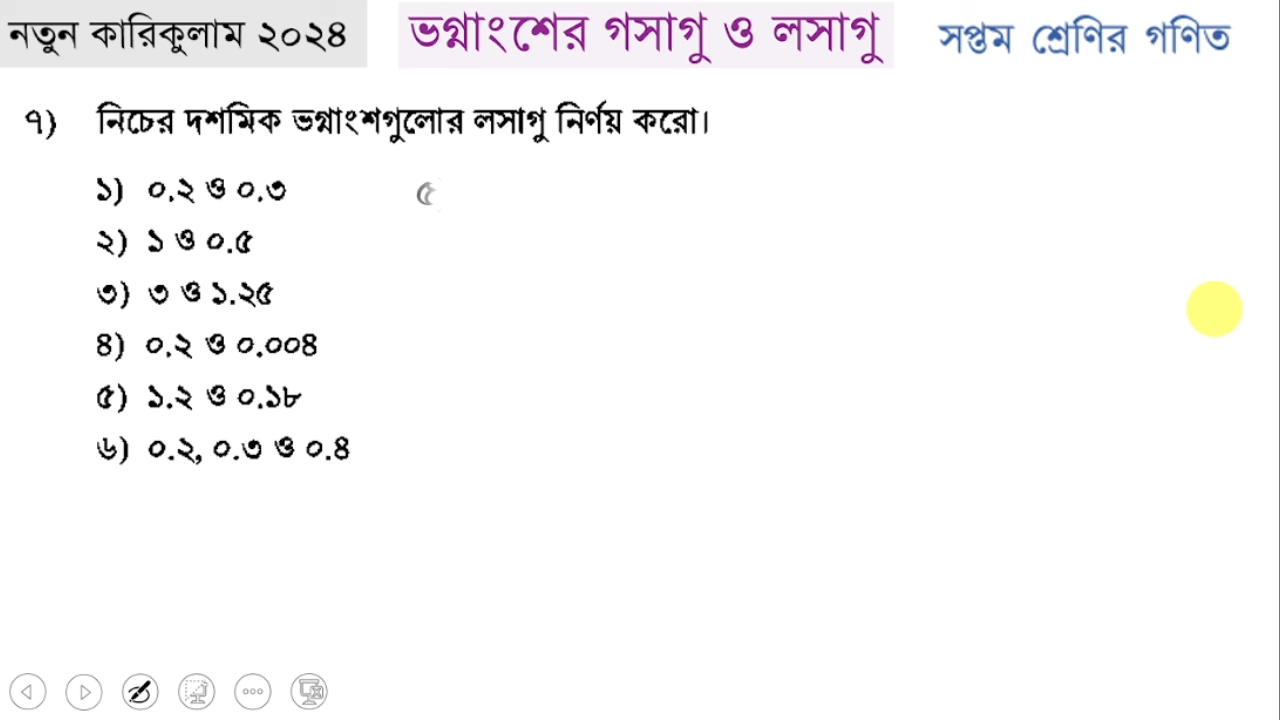 নতুন কারিকুলাম ২০২৪ ভগ্নাংশের গসাগু ও লসাগু সপ্তম শ্রেণির গণিত
৭) নিচের দশমিক ভগ্নাংশগুলোর লসাগু নির্ণয় করো।
১) ০.২ ও ০.৩ ৫
২) ১ ও ০.৫
৩) ৩ ও ১.২৫
৪) ০.২ ও ০.০০৪
৫) ১.২ ও ০.১৮
৬) ০.২, ০.৩ ও ০.৪